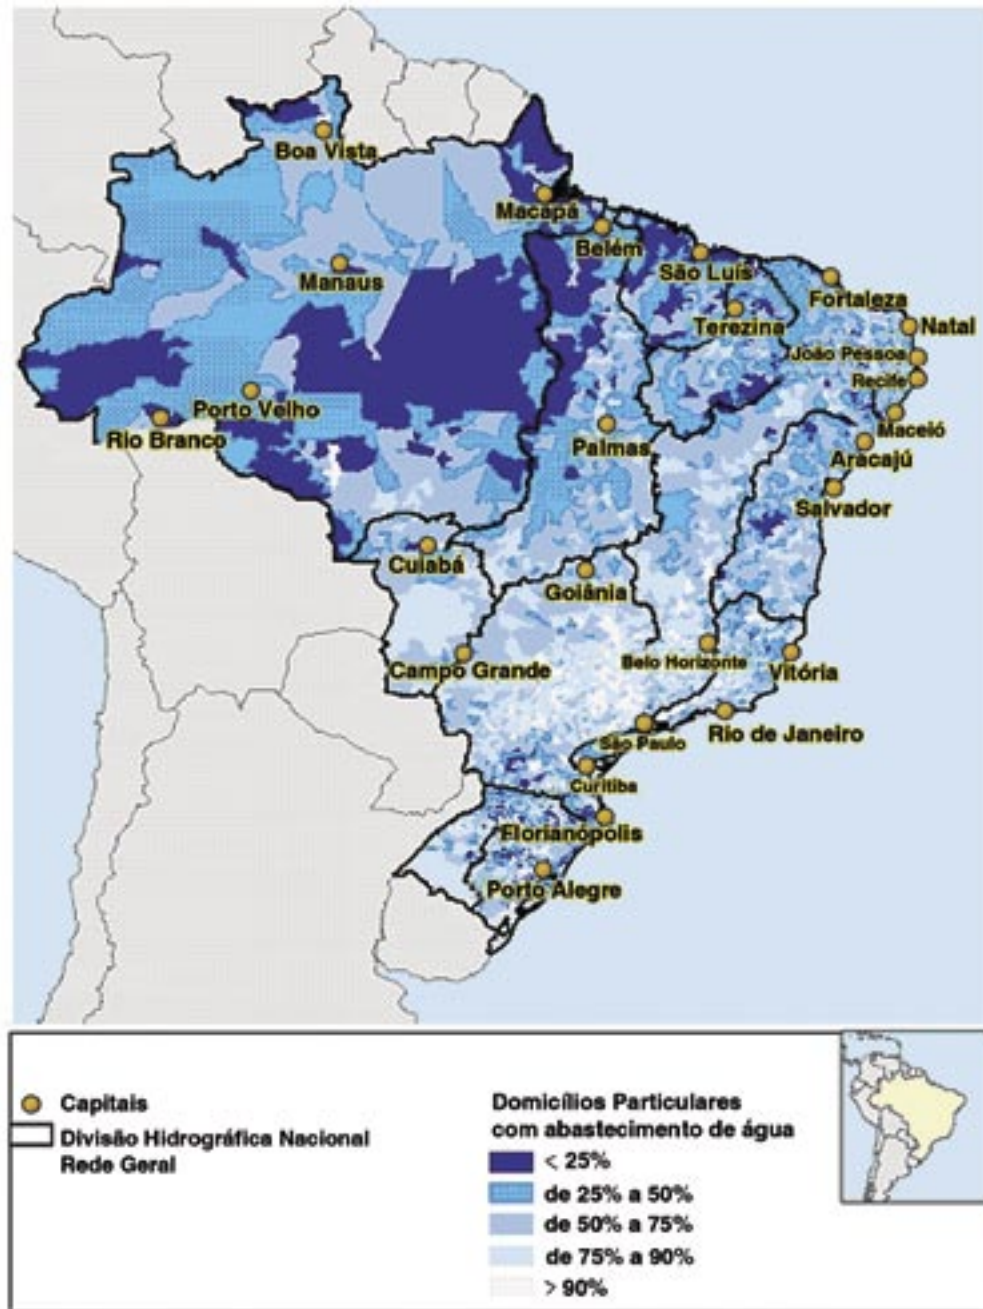 Boa Vista
Macapá
Belém
São Luís
Manaus
Fortaleza
Terezina
Natal
João Pessoa
Recife
Porto Velho
Rio Branco
Palmas
Maceió
Aracajú
Salvador
Cuiabá
Goiânia
Campo Grande
Belo Horizonte
Vitória
São Paulo
Rio de Janeiro
Curitiba
Florianópolis
Porto Alegre
Capitais
Divisão Hidrográfica Nacional
Rede Geral
Domicílios Particulares
com abastecimento de água
< 25%
de 25% a 50%
de 50% a 75%
de 75% a 90%
> 90%